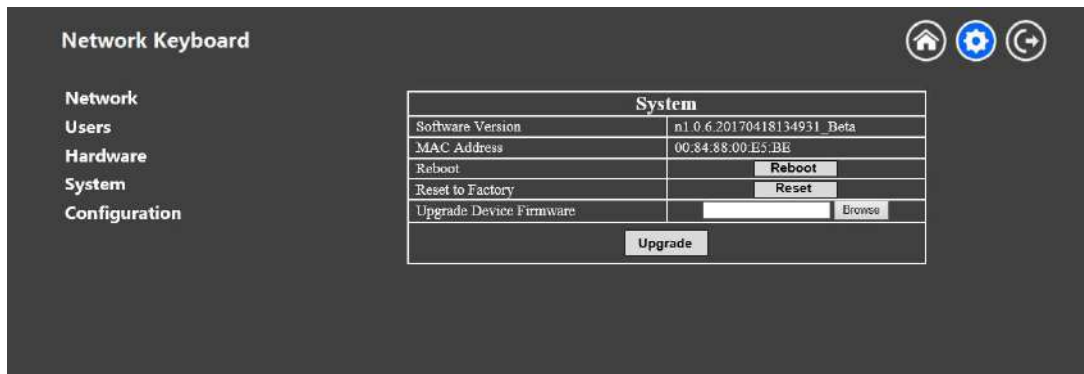 Network Keyboard
Network
Users
Hardware
System
Configuration
System
Software Version n1.0.6.20170418134931_Beta
MAC Address 00:84:88:00:E5:BE
Reboot Reboot
Reset to Factory Reset
Upgrade Device Firmware Browse
Upgrade